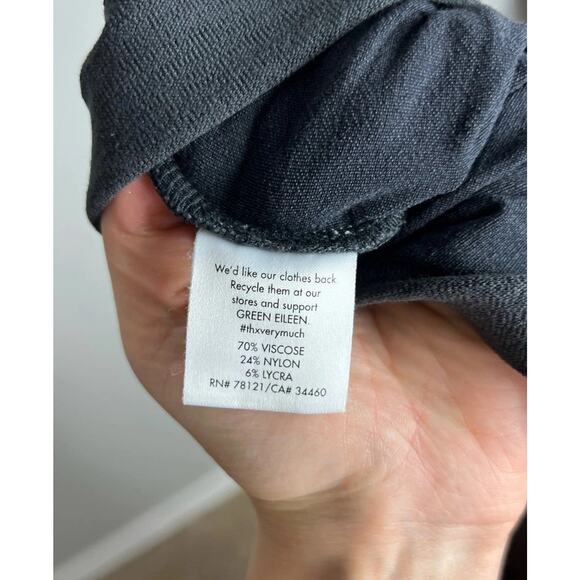 We'd like our clothes back.
Recycle them at our
stores and support
GREEN EILEEN.
#thxverymuch
70% VISCOSE
24% NYLON
6% LYCRA
RN# 78121/CA# 34460